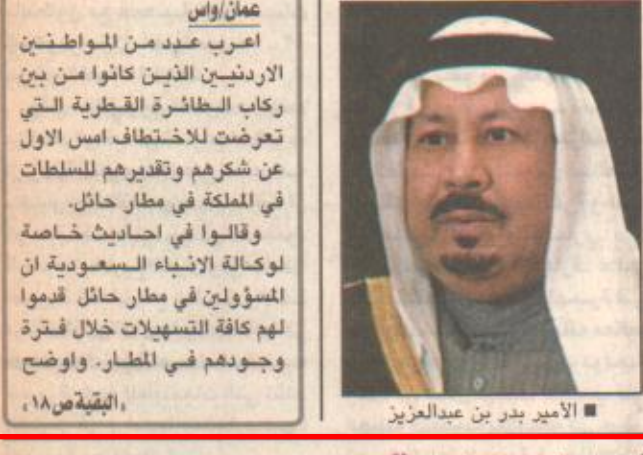 عمان/واس
اعرب عدد من المواطنين
الاردنيين الذين كانوا من بين
ركاب الطائرة القطرية التي
تعرضت للاختطاف امس الاول
عن شكرهم وتقديرهم للسلطات
في المملكة في مطار حائل.
وقالوا في احاديث خاصة
لوكالة الانباء السعودية ان
المسؤولين في مطار حائل قدموا
لهم كافة التسهيلات خلال فترة
وجودهم في المطار. واوضح
«البقية ص١٨»
■ الأمير بدر بن عبدالعزيز